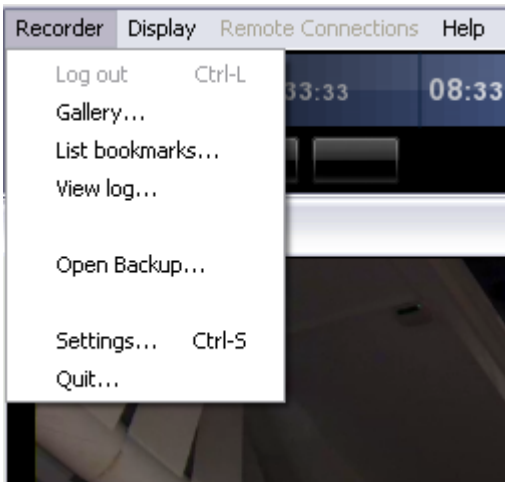 Recorder Display Remote Connections Help
33:33 08:33
Log out Ctrl-L
Gallery...
List bookmarks...
View log...
Open Backup...
Settings... Ctrl-S
Quit...